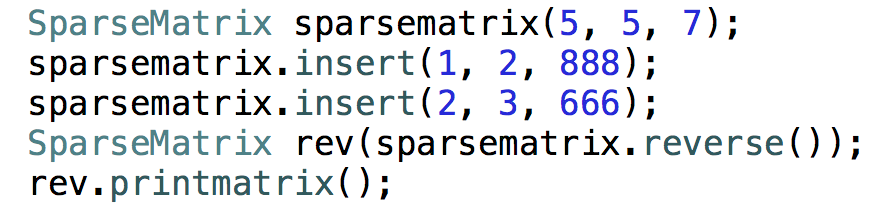 SparseMatrix sparsematrix(5, 5, 7);
sparsematrix.insert(1, 2, 888);
sparsematrix.insert(2, 3, 666);
SparseMatrix rev(sparsematrix.reverse());
rev.printmatrix();